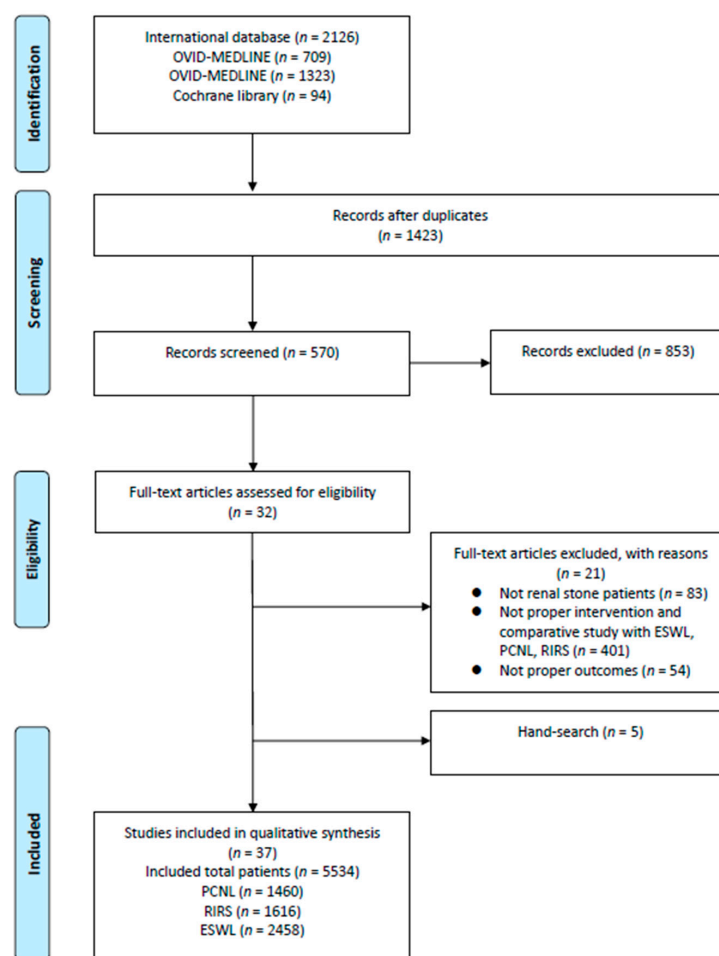 Identification
International database (n = 2126)
OVID-MEDLINE (n = 709)
OVID-MEDLINE (n = 1323)
Cochrane library (n = 94)
Screening
Records after duplicates
(n = 1423)
Records screened (n = 570)
Records excluded (n = 853)
Eligibility
Full-text articles assessed for eligibility
(n = 32)
Full-text articles excluded, with reasons
(n = 21)
● Not renal stone patients (n = 83)
● Not proper intervention and
comparative study with ESWL,
PCNL, RIRS (n = 401)
● Not proper outcomes (n = 54)
Hand-search (n = 5)
Included
Studies included in qualitative synthesis
(n = 37)
Included total patients (n = 5534)
PCNL (n = 1460)
RIRS (n = 1616)
ESWL (n = 2458)